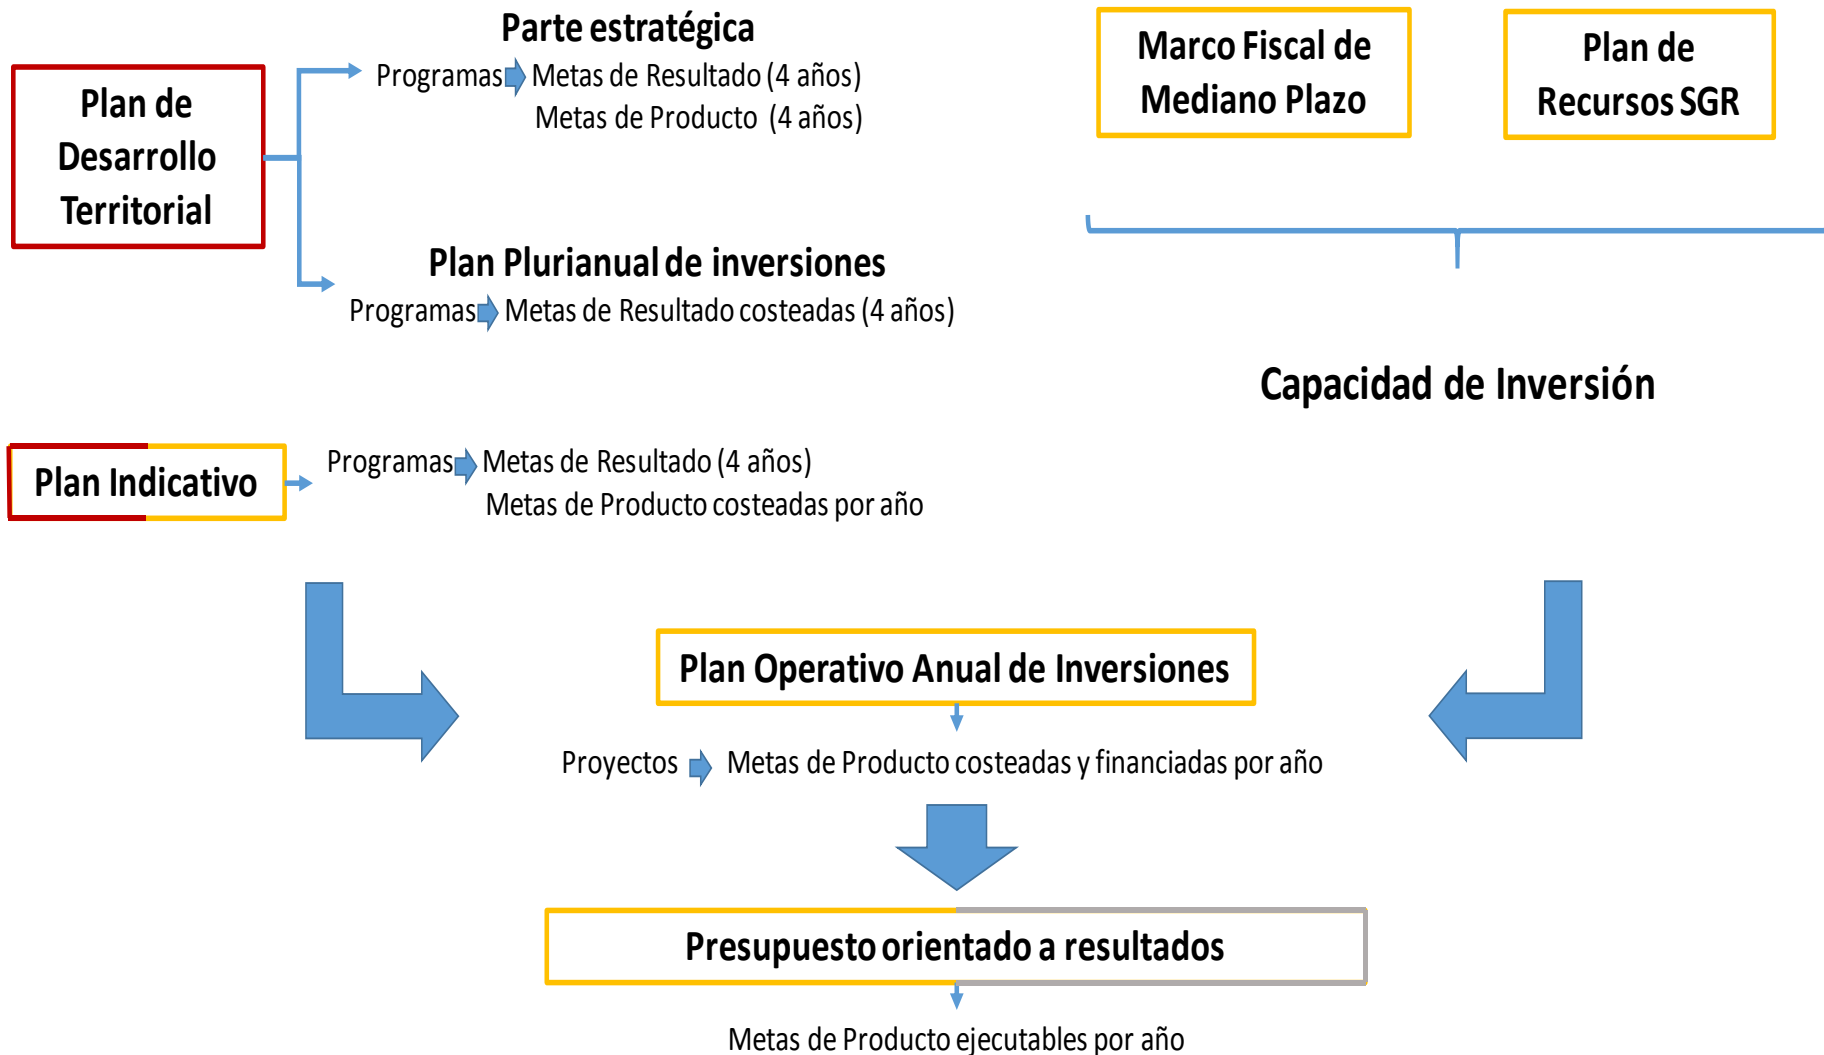 Parte estratégica
Programas Metas de Resultado (4 años)
Metas de Producto (4 años)
Plan de
Desarrollo
Territorial
Plan Plurianual de inversiones
Programas Metas de Resultado costeadas (4 años)
Marco Fiscal de
Mediano Plazo
Plan de
Recursos SGR
Capacidad de Inversión
Plan Indicativo
Programas Metas de Resultado (4 años)
Metas de Producto costeadas por año
Plan Operativo Anual de Inversiones
Proyectos Metas de Producto costeadas y financiadas por año
Presupuesto orientado a resultados
Metas de Producto ejecutables por año